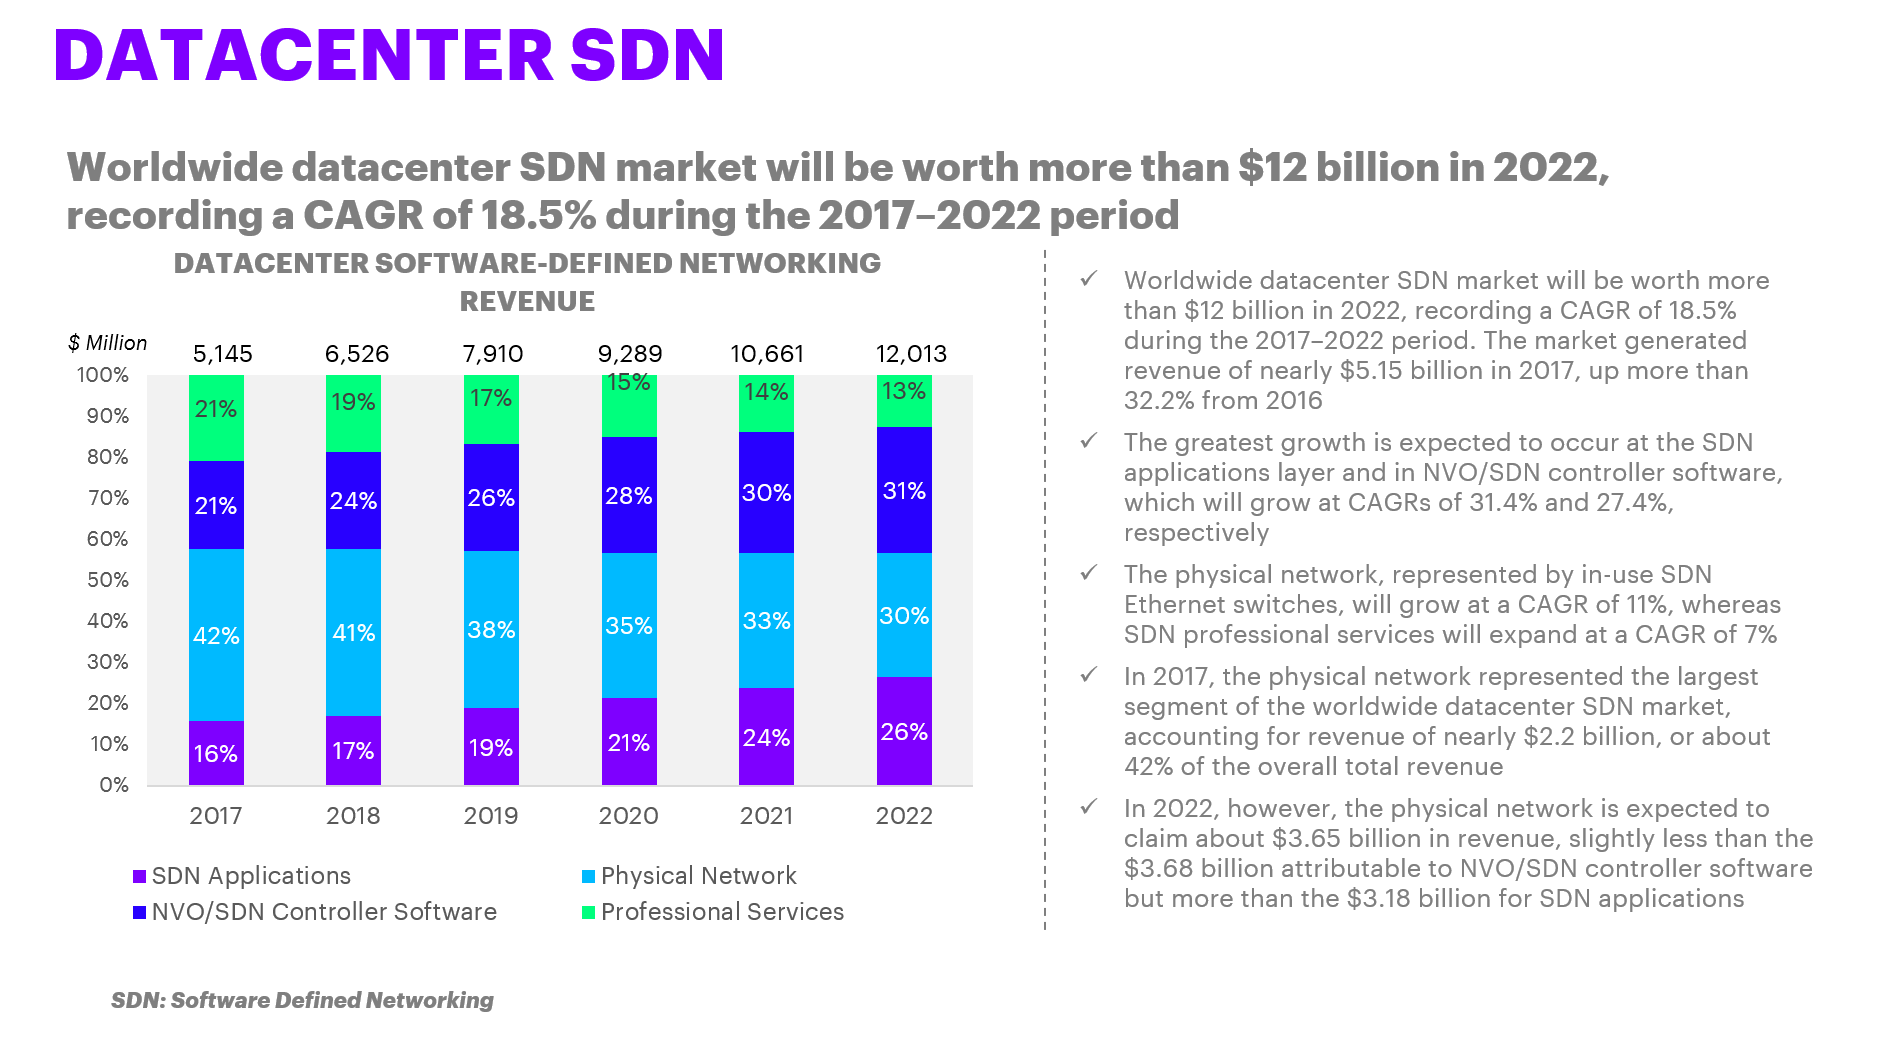 DATACENTER SDN
Worldwide datacenter SDN market will be worth more than $12 billion in 2022,
recording a CAGR of 18.5% during the 2017–2022 period
DATACENTER SOFTWARE-DEFINED NETWORKING
REVENUE
$ Million
5,145 6,526 7,910 9,289 10,661 12,013
100%
90%
80%
70%
60%
50%
40%
30%
20%
10%
0%
21% 19% 17% 15% 14% 13%
21% 24% 26% 28% 30% 31%
42% 41% 38% 35% 33% 30%
16% 17% 19% 21% 24% 26%
2017 2018 2019 2020 2021 2022
SDN Applications
Physical Network
NVO/SDN Controller Software
Professional Services
✓ Worldwide datacenter SDN market will be worth more
than $12 billion in 2022, recording a CAGR of 18.5%
during the 2017–2022 period. The market generated
revenue of nearly $5.15 billion in 2017, up more than
32.2% from 2016
✓ The greatest growth is expected to occur at the SDN
applications layer and in NVO/SDN controller software,
which will grow at CAGRs of 31.4% and 27.4%,
respectively
✓ The physical network, represented by in-use SDN
Ethernet switches, will grow at a CAGR of 11%, whereas
SDN professional services will expand at a CAGR of 7%
✓ In 2017, the physical network represented the largest
segment of the worldwide datacenter SDN market,
accounting for revenue of nearly $2.2 billion, or about
42% of the overall total revenue
✓ In 2022, however, the physical network is expected to
claim about $3.65 billion in revenue, slightly less than the
$3.68 billion attributable to NVO/SDN controller software
but more than the $3.18 billion for SDN applications
SDN: Software Defined Networking